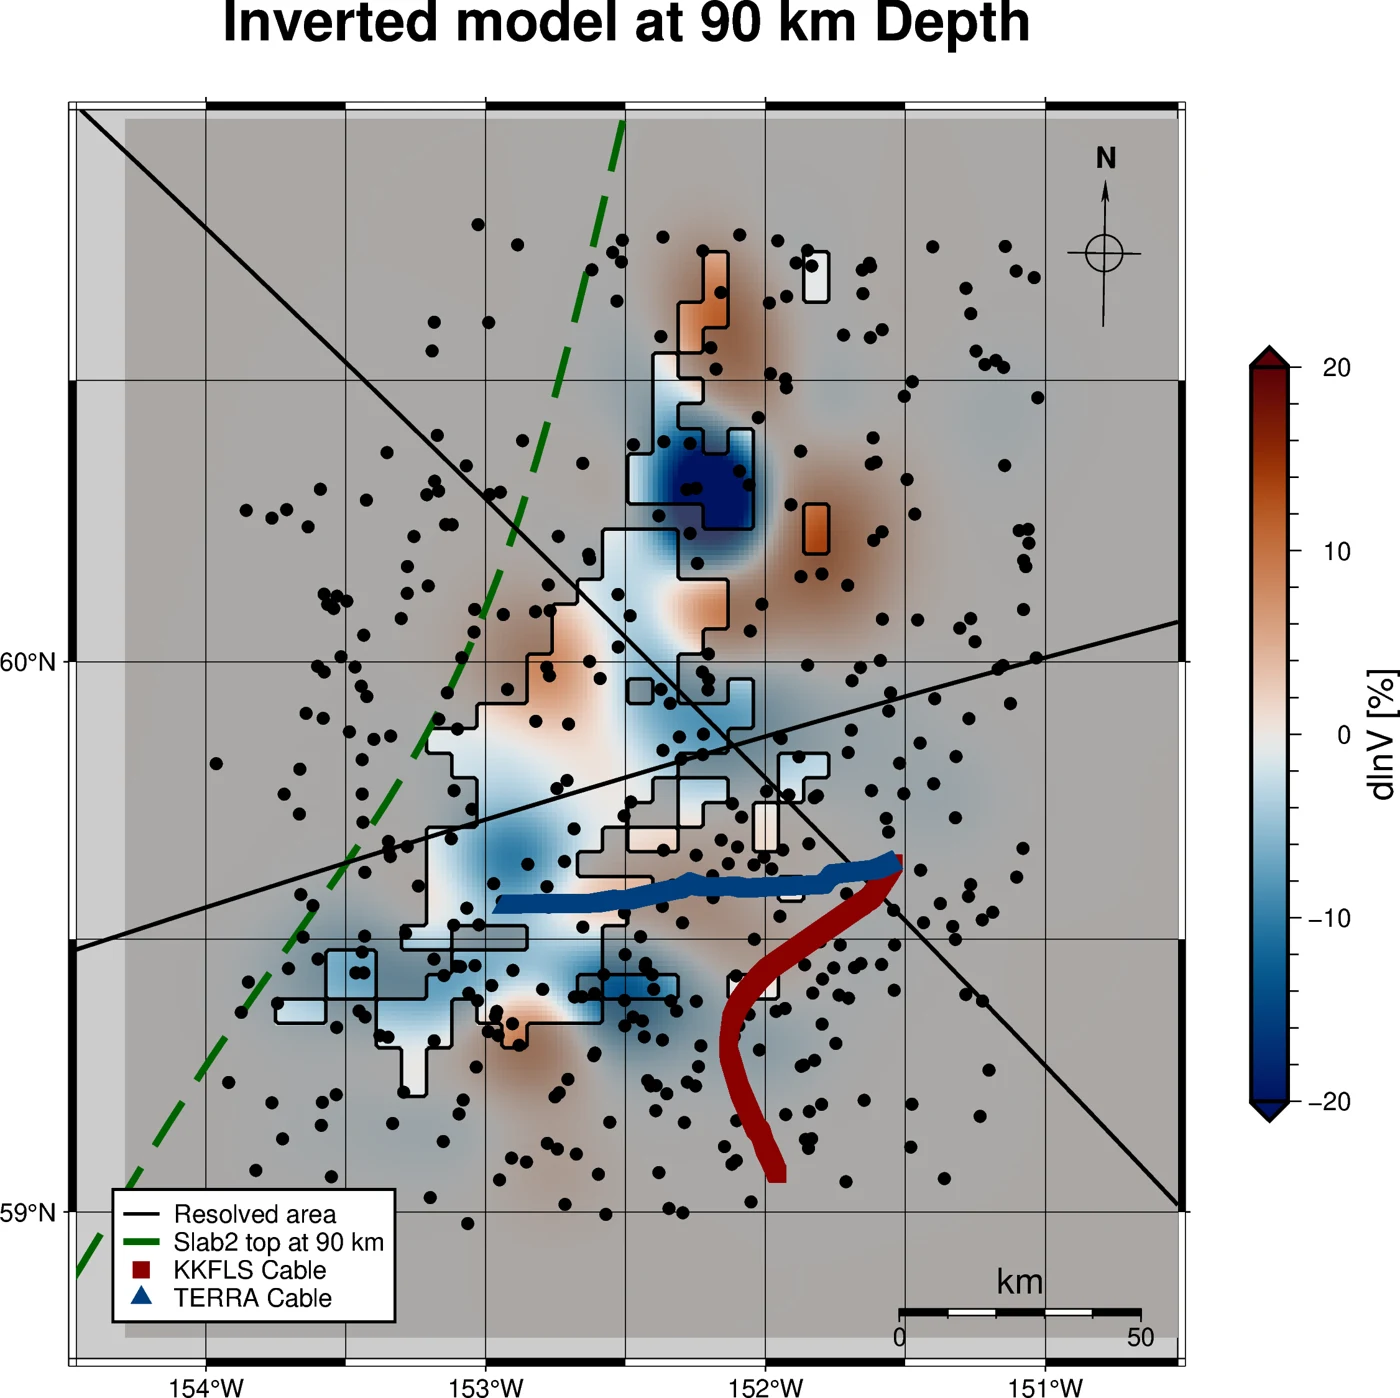 Inverted model at 90 km Depth
N
20
10
0
−10
−20
dlnV [%]
60°N
59°N
Resolved area
Slab2 top at 90 km
KKFLS Cable
TERRA Cable
km
0 50
154°W 153°W 152°W 151°W